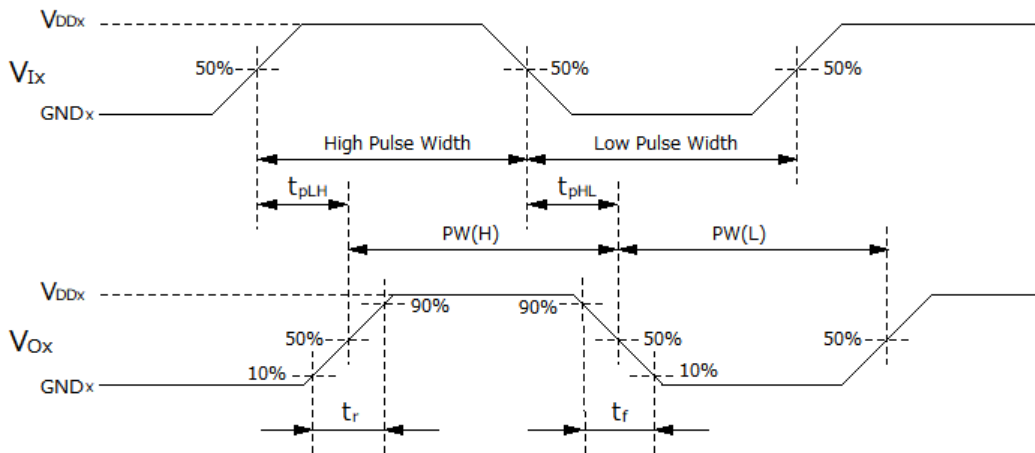 VDDx
50%
50%
50%
VIx
GNDx
High Pulse Width
Low Pulse Width
tpLH
tpHL
PW(H)
PW(L)
VDDx
90%
90%
VOx
50%
50%
50%
10%
10%
GNDx
tr
tf